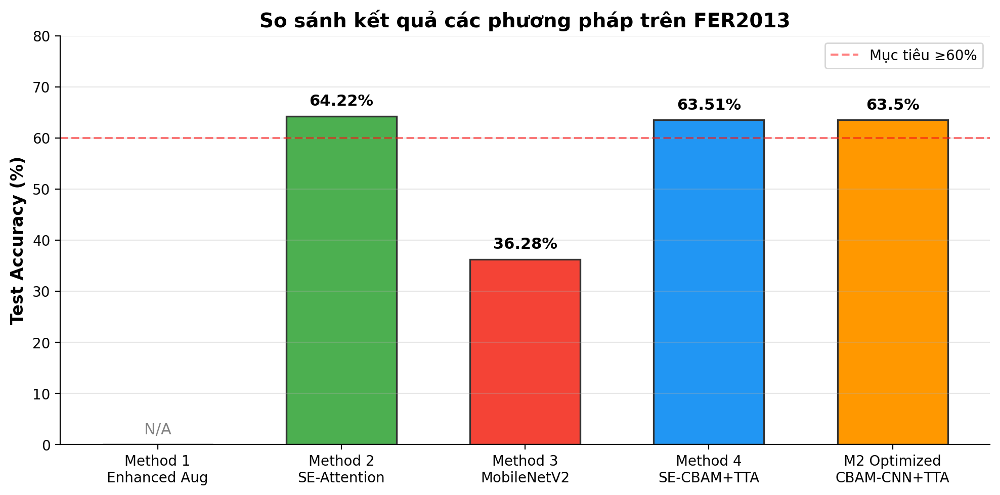 So sánh kết quả các phương pháp trên FER2013
Mục tiêu ≥60%
Test Accuracy (%)
80
70
60
50
40
30
20
10
0
N/A
64.22%
36.28%
63.51%
63.5%
Method 1
Enhanced Aug
Method 2
SE-Attention
Method 3
MobileNetV2
Method 4
SE-CBAM+TTA
M2 Optimized
CBAM-CNN+TTA